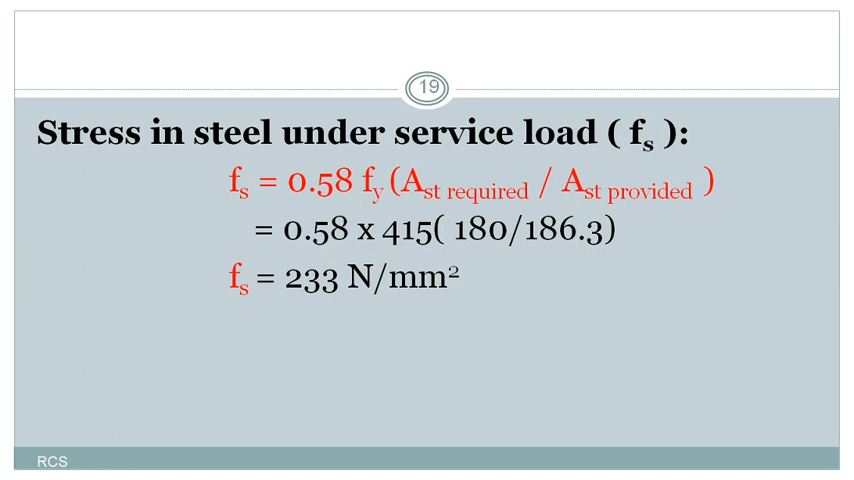 19
Stress in steel under service load ( fs ):
fs = 0.58 fy (Ast required / Ast provided )
= 0.58 x 415( 180/186.3)
fs = 233 N/mm²
RCS